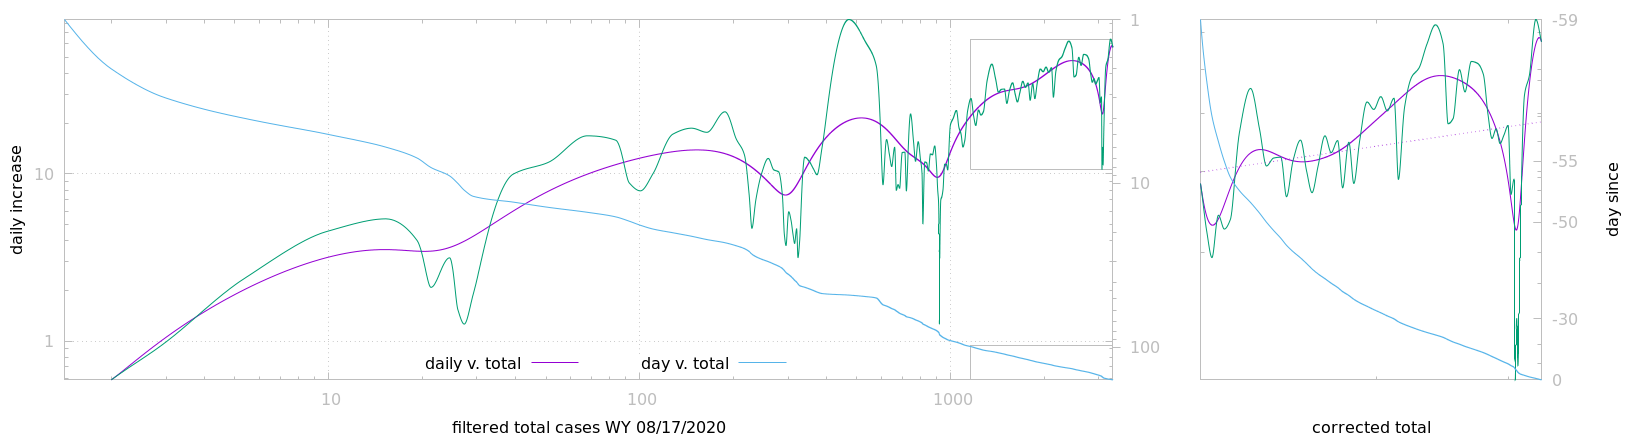 1
-59
10
-55
10
-50
daily increase
day since
-30
1
100
daily v. total
day v. total
0
10
100
1000
filtered total cases WY 08/17/2020
corrected total